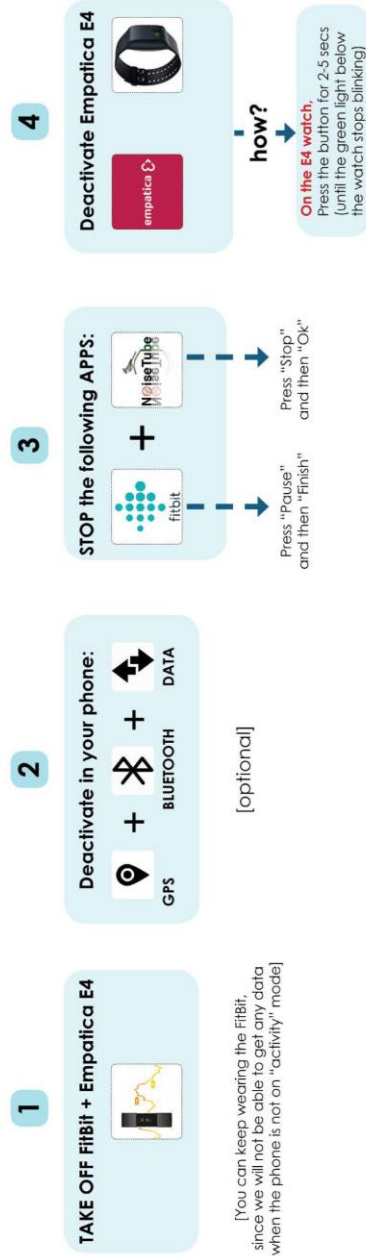 1
TAKE OFF FitBit + Empatica E4
[You can keep wearing the FitBit,
since we will not be able to get any data
when the phone is not on "activity" mode]
2
Deactivate in your phone:
GPS + BLUETOOTH + DATA
[optional]
3
STOP the following APPS:
fitbit
+
NoiseTube
Press "Pause"
and then "Finish"
Press "Stop"
and then "Ok"
4
Deactivate Empatica E4
empatica
how?
On the E4 watch,
Press the button for 2-5 secs
(until the green light below
the watch stops blinking)